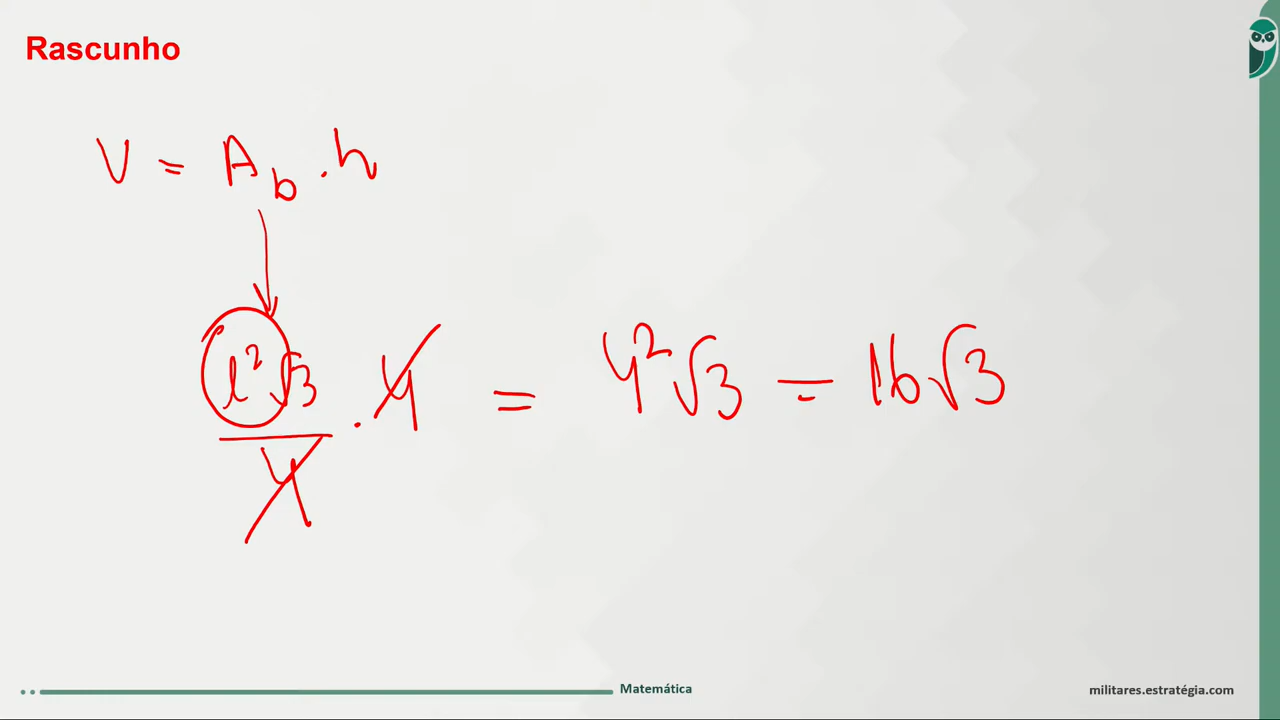 Rascunho
V = A_b . h
l²√3 / 4 . 4 = 4²√3 = 16√3
Matemática
militares.estratégia.com